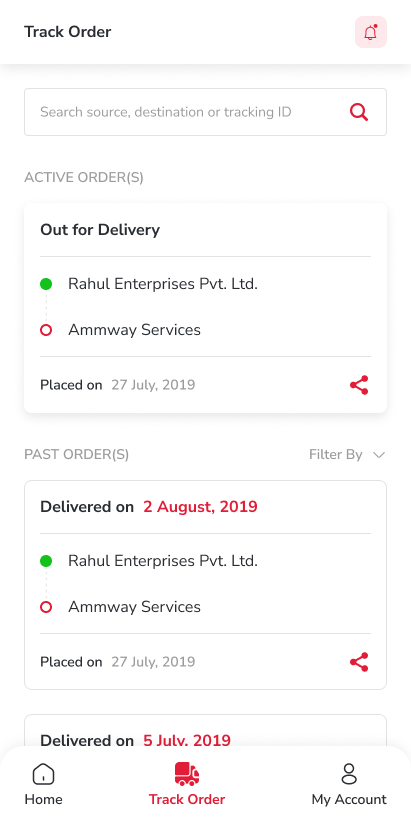 Track Order
Search source, destination or tracking ID
ACTIVE ORDER(S)
Out for Delivery
Rahul Enterprises Pvt. Ltd.
Ammway Services
Placed on 27 July, 2019
PAST ORDER(S) Filter By
Delivered on 2 August, 2019
Rahul Enterprises Pvt. Ltd.
Ammway Services
Placed on 27 July, 2019
Delivered on 5 July, 2019
Home Track Order My Account